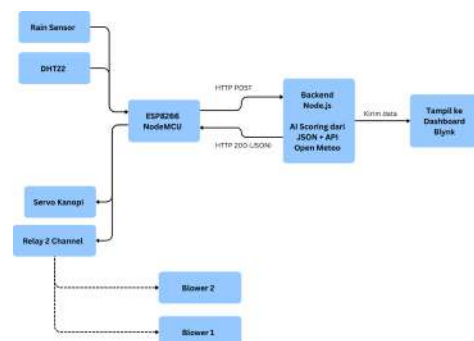 Rain Sensor
DHT22
ESP8266
NodeMCU
HTTP POST
HTTP 200 (JSON)
Backend
Node.js
AI Scoring dari
JSON + API
Open Meteo
Kirim data
Tampil ke
Dashboard
Blynk
Servo Kanopi
Relay 2 Channel
Blower 2
Blower 1